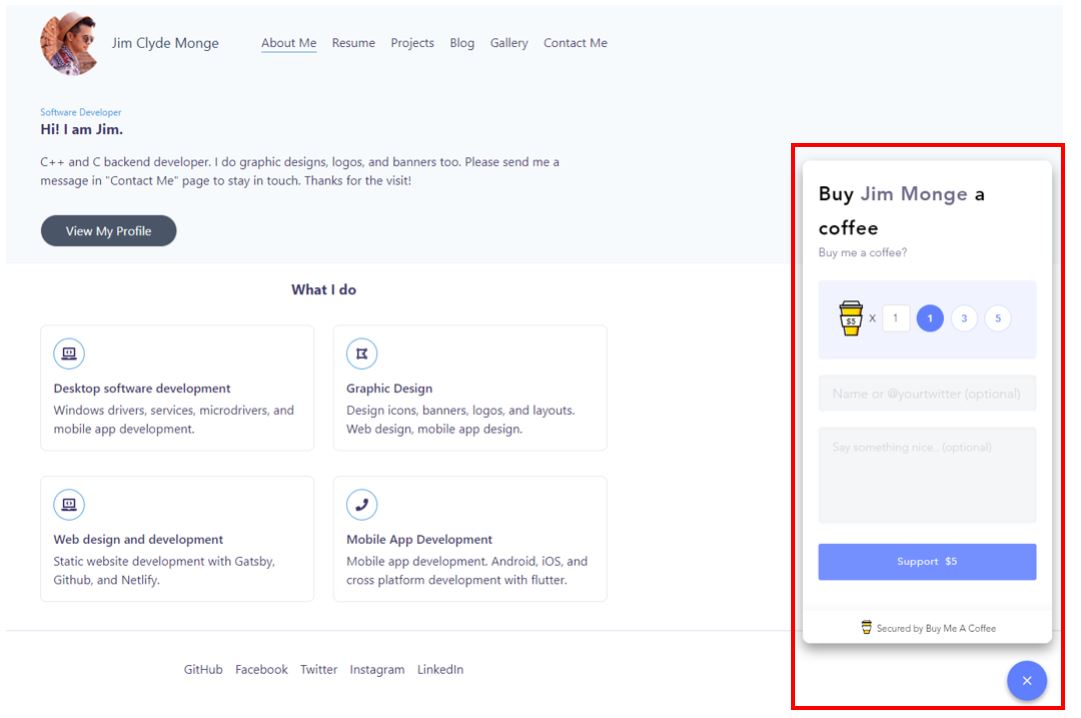 Jim Clyde Monge
About Me Resume Projects Blog Gallery Contact Me
Software Developer
Hi! I am Jim.
C++ and C backend developer. I do graphic designs, logos, and banners too. Please send me a
message in "Contact Me" page to stay in touch. Thanks for the visit!
View My Profile
What I do
Desktop software development
Windows drivers, services, microdrivers, and
mobile app development.
Graphic Design
Design icons, banners, logos, and layouts.
Web design, mobile app design.
Web design and development
Static website development with Gatsby,
Github, and Netlify.
Mobile App Development
Mobile app development. Android, iOS, and
cross platform development with flutter.
GitHub Facebook Twitter Instagram LinkedIn
Buy Jim Monge a
coffee
Buy me a coffee?
$5 X 1 1 3 5
Name or @yourtwitter (optional)
Say something nice.. (optional)
Support $5
Secured by Buy Me A Coffee